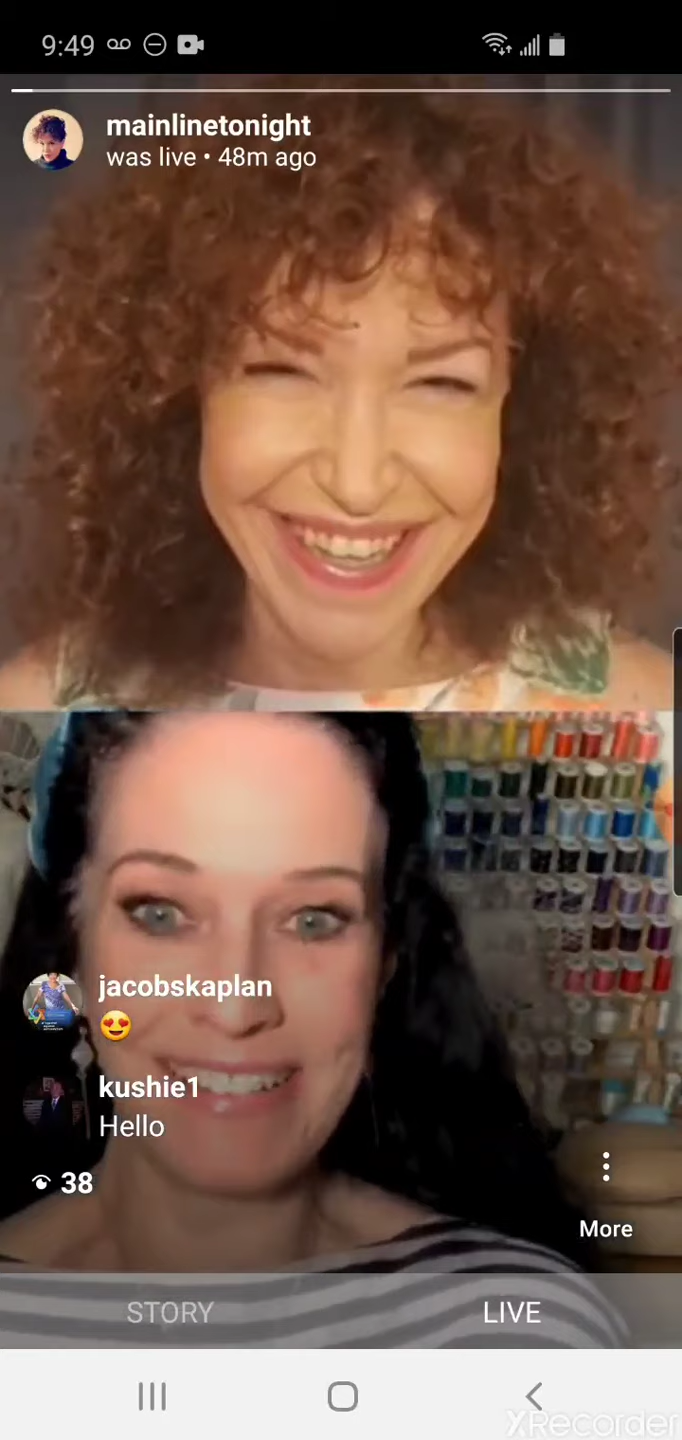 9:49
mainlinetonight
was live • 48m ago
jacobskaplan
😍
kushie1
Hello
38
More
STORY
LIVE
XRecorder